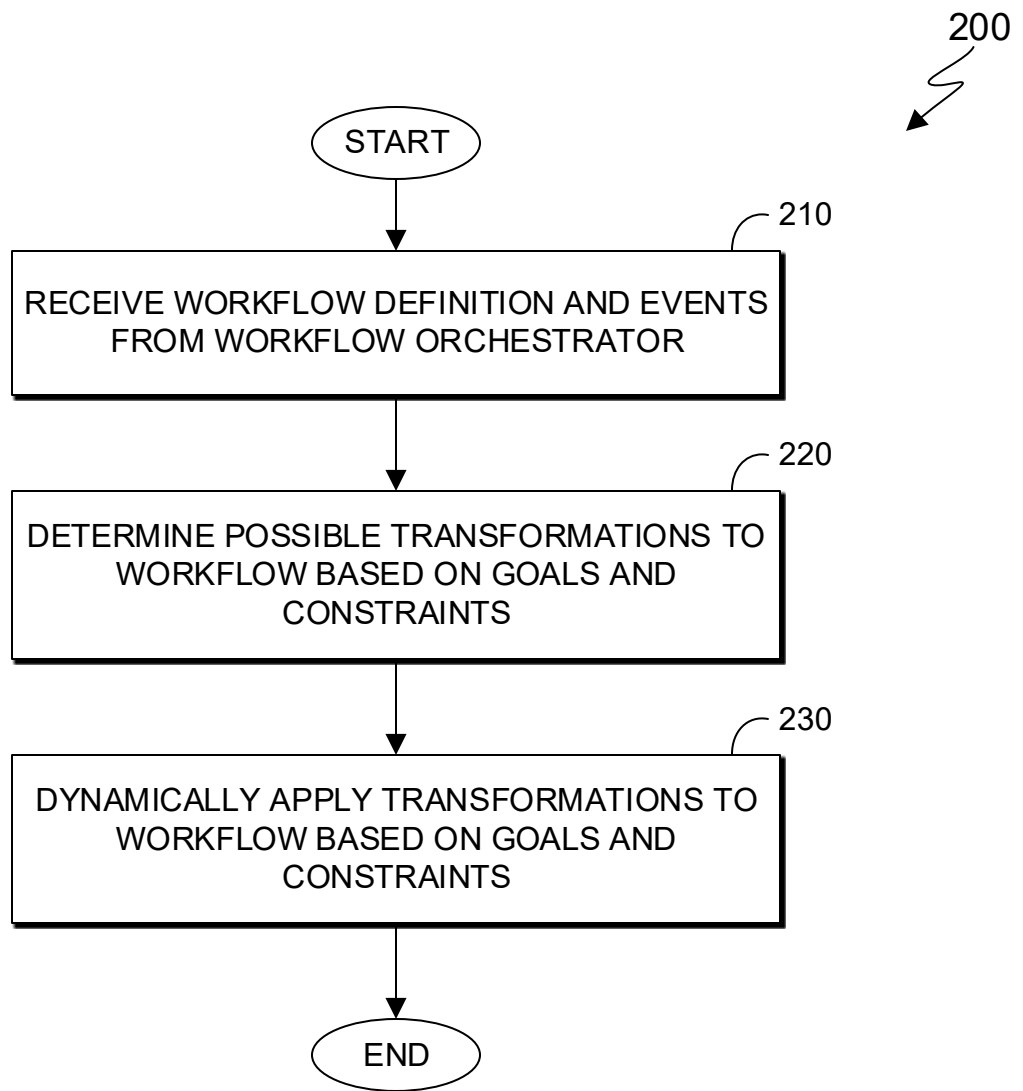 200
START
210
RECEIVE WORKFLOW DEFINITION AND EVENTS
FROM WORKFLOW ORCHESTRATOR
220
DETERMINE POSSIBLE TRANSFORMATIONS TO
WORKFLOW BASED ON GOALS AND
CONSTRAINTS
230
DYNAMICALLY APPLY TRANSFORMATIONS TO
WORKFLOW BASED ON GOALS AND
CONSTRAINTS
END